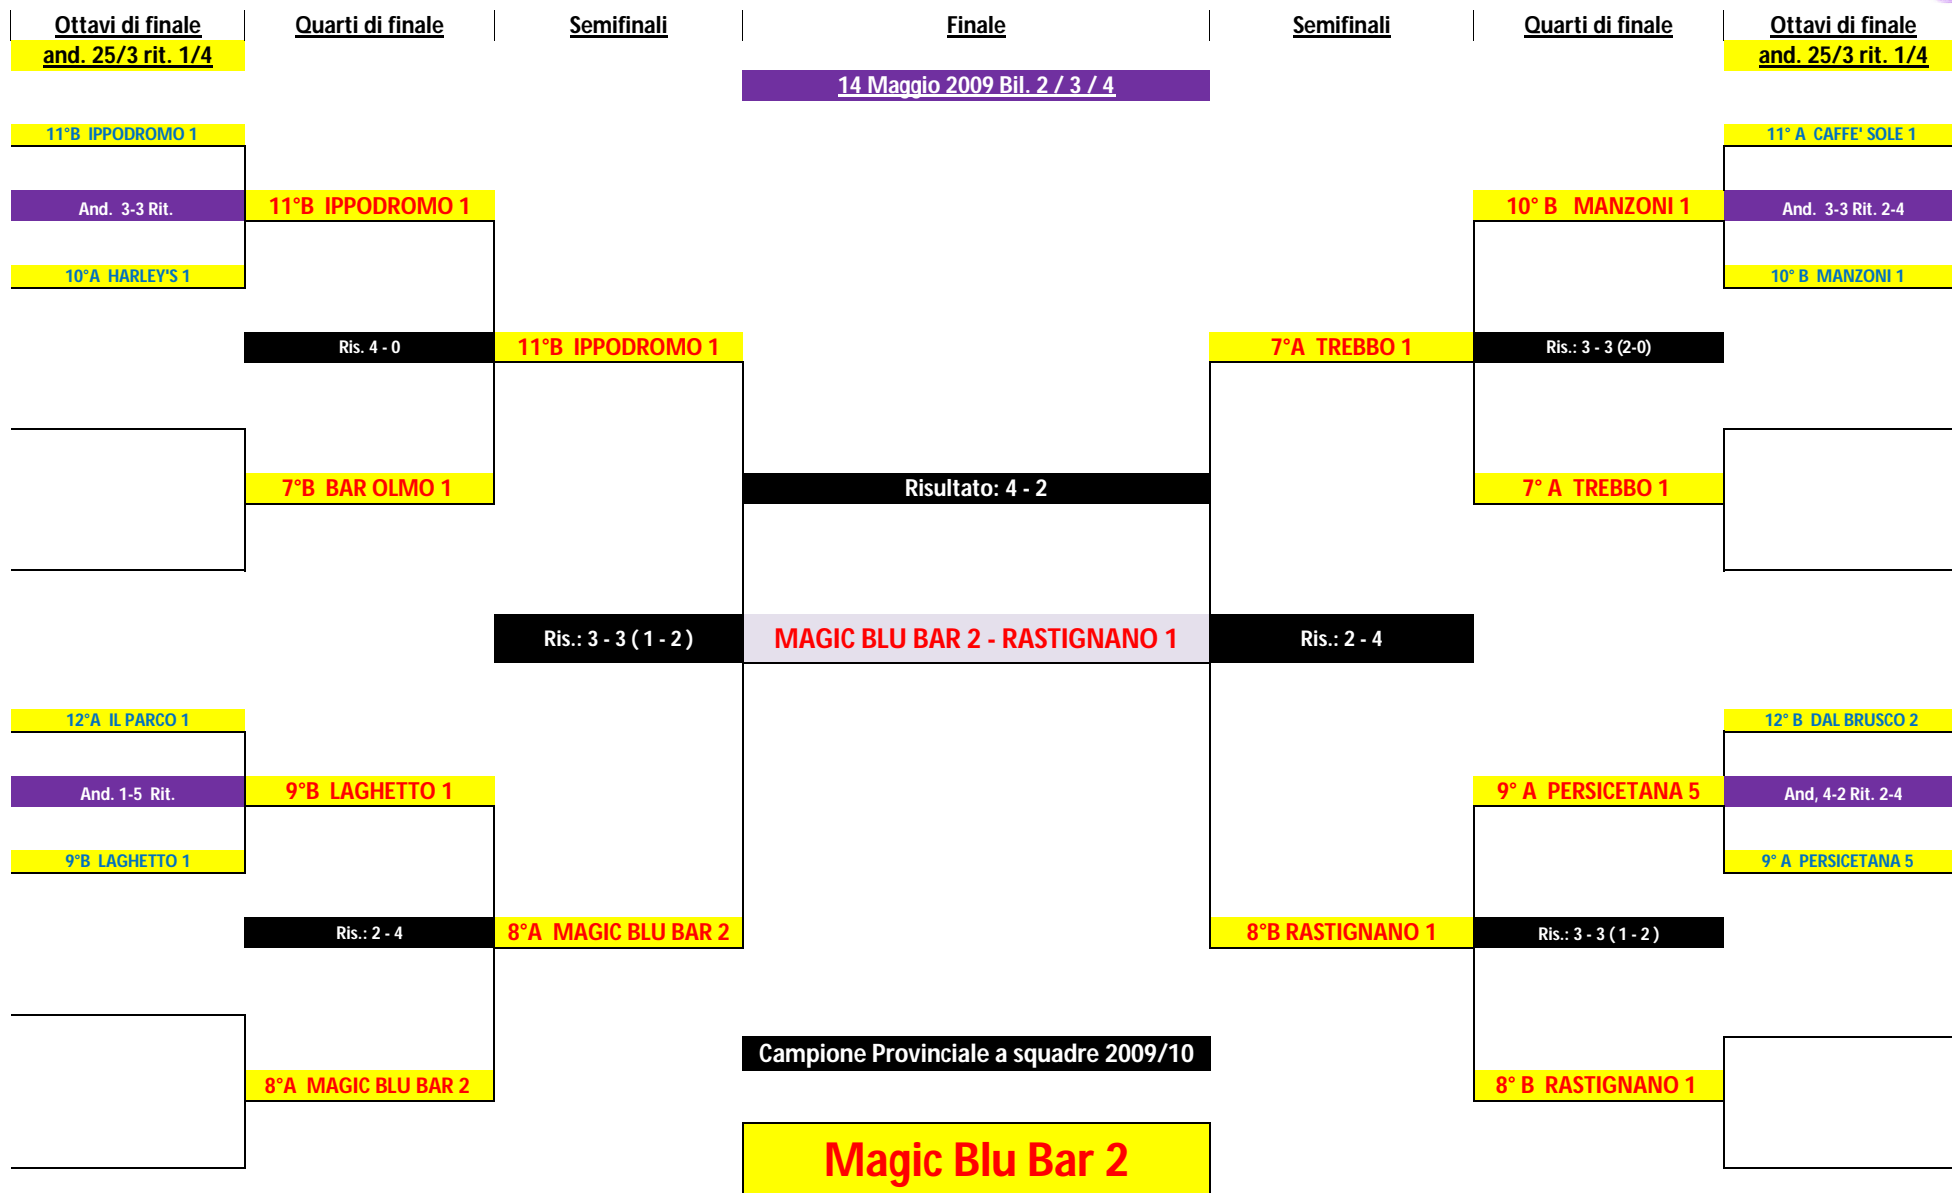 Ottavi di finale Quarti di finale Semifinali Finale Semifinali Quarti di finale Ottavi di finale
and. 25/3 rit. 1/4 and. 25/3 rit. 1/4
14 Maggio 2009 Bil. 2 / 3 / 4
11°B IPPODROMO 1 11° A CAFFE' SOLE 1
And. 3-3 Rit. 11°B IPPODROMO 1 10° B MANZONI 1 And. 3-3 Rit. 2-4
10°A HARLEY'S 1 10° B MANZONI 1
Ris. 4 - 0 11°B IPPODROMO 1 7°A TREBBO 1 Ris.: 3 - 3 (2-0)
7°B BAR OLMO 1 Risultato: 4 - 2 7° A TREBBO 1
Ris.: 3 - 3 ( 1 - 2 ) MAGIC BLU BAR 2 - RASTIGNANO 1 Ris.: 2 - 4
12°A IL PARCO 1 12° B DAL BRUSCO 2
And. 1-5 Rit. 9°B LAGHETTO 1 9° A PERSICETANA 5 And, 4-2 Rit. 2-4
9°B LAGHETTO 1 9° A PERSICETANA 5
Ris.: 2 - 4 8°A MAGIC BLU BAR 2 8°B RASTIGNANO 1 Ris.: 3 - 3 ( 1 - 2 )
Campione Provinciale a squadre 2009/10
8°A MAGIC BLU BAR 2 8° B RASTIGNANO 1
Magic Blu Bar 2